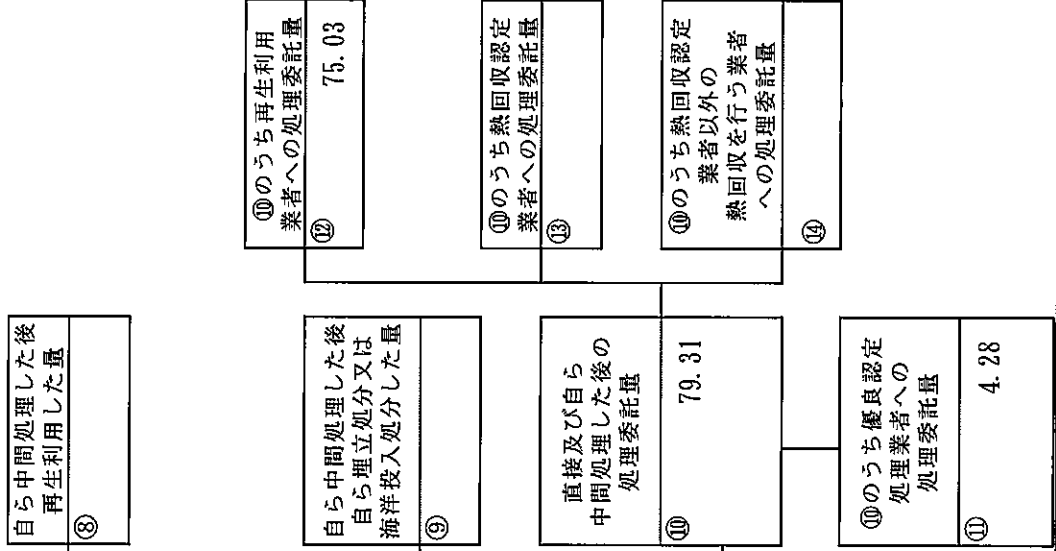 自ら中間処理した後
再生利用した量
⑧
自ら中間処理した後
自ら埋立処分又は
海洋投入処分した量
⑨
直接及び自ら
中間処理した後の
処理委託量
⑩
79.31
⑩のうち優良認定
処理業者への
処理委託量
⑪
4.28
⑩のうち再生利用
業者への処理委託量
⑫
75.03
⑩のうち熱回収認定
業者への処理委託量
⑬
⑩のうち熱回収認定
業者以外の
熱回収を行う業者
への処理委託量
⑭